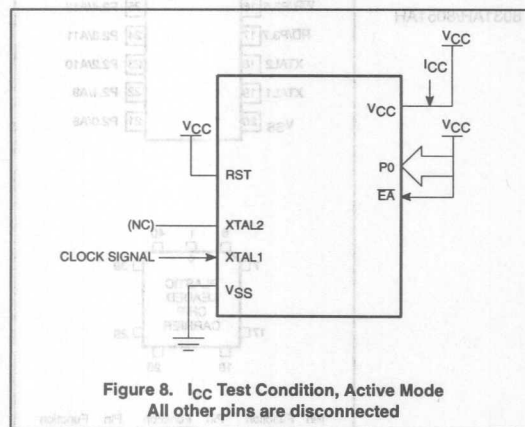 VCC
ICC
VCC
VCC
VCC
P0
RST
EA
(NC)
XTAL2
CLOCK SIGNAL
XTAL1
VSS
Figure 8. ICC Test Condition, Active Mode
All other pins are disconnected